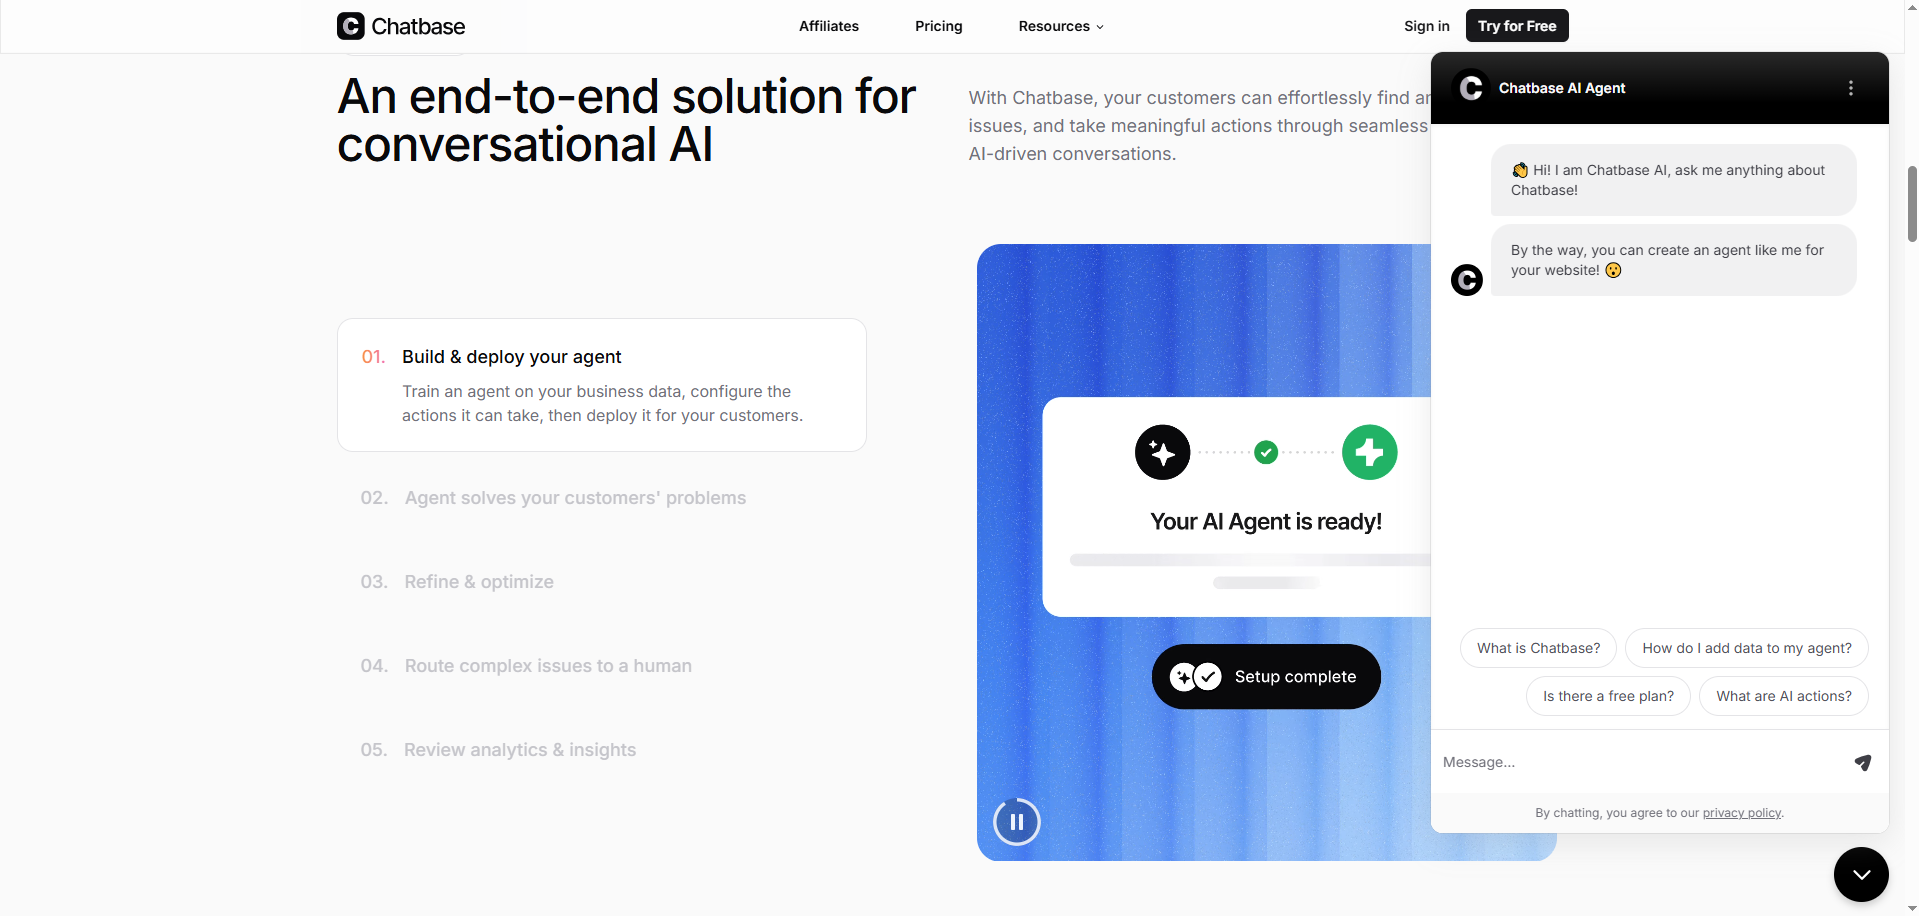 Chatbase
Affiliates
Pricing
Resources
Sign in
Try for Free
An end-to-end solution for
conversational AI
With Chatbase, your customers can effortlessly find
issues, and take meaningful actions through seamless
AI-driven conversations.
01. Build & deploy your agent
Train an agent on your business data, configure the
actions it can take, then deploy it for your customers.
02. Agent solves your customers' problems
03. Refine & optimize
04. Route complex issues to a human
05. Review analytics & insights
Your AI Agent is ready!
Setup complete
Chatbase AI Agent
👋 Hi! I am Chatbase AI, ask me anything about
Chatbase!
By the way, you can create an agent like me for
your website! 😮
What is Chatbase?
How do I add data to my agent?
Is there a free plan?
What are AI actions?
Message...
By chatting, you agree to our privacy policy.